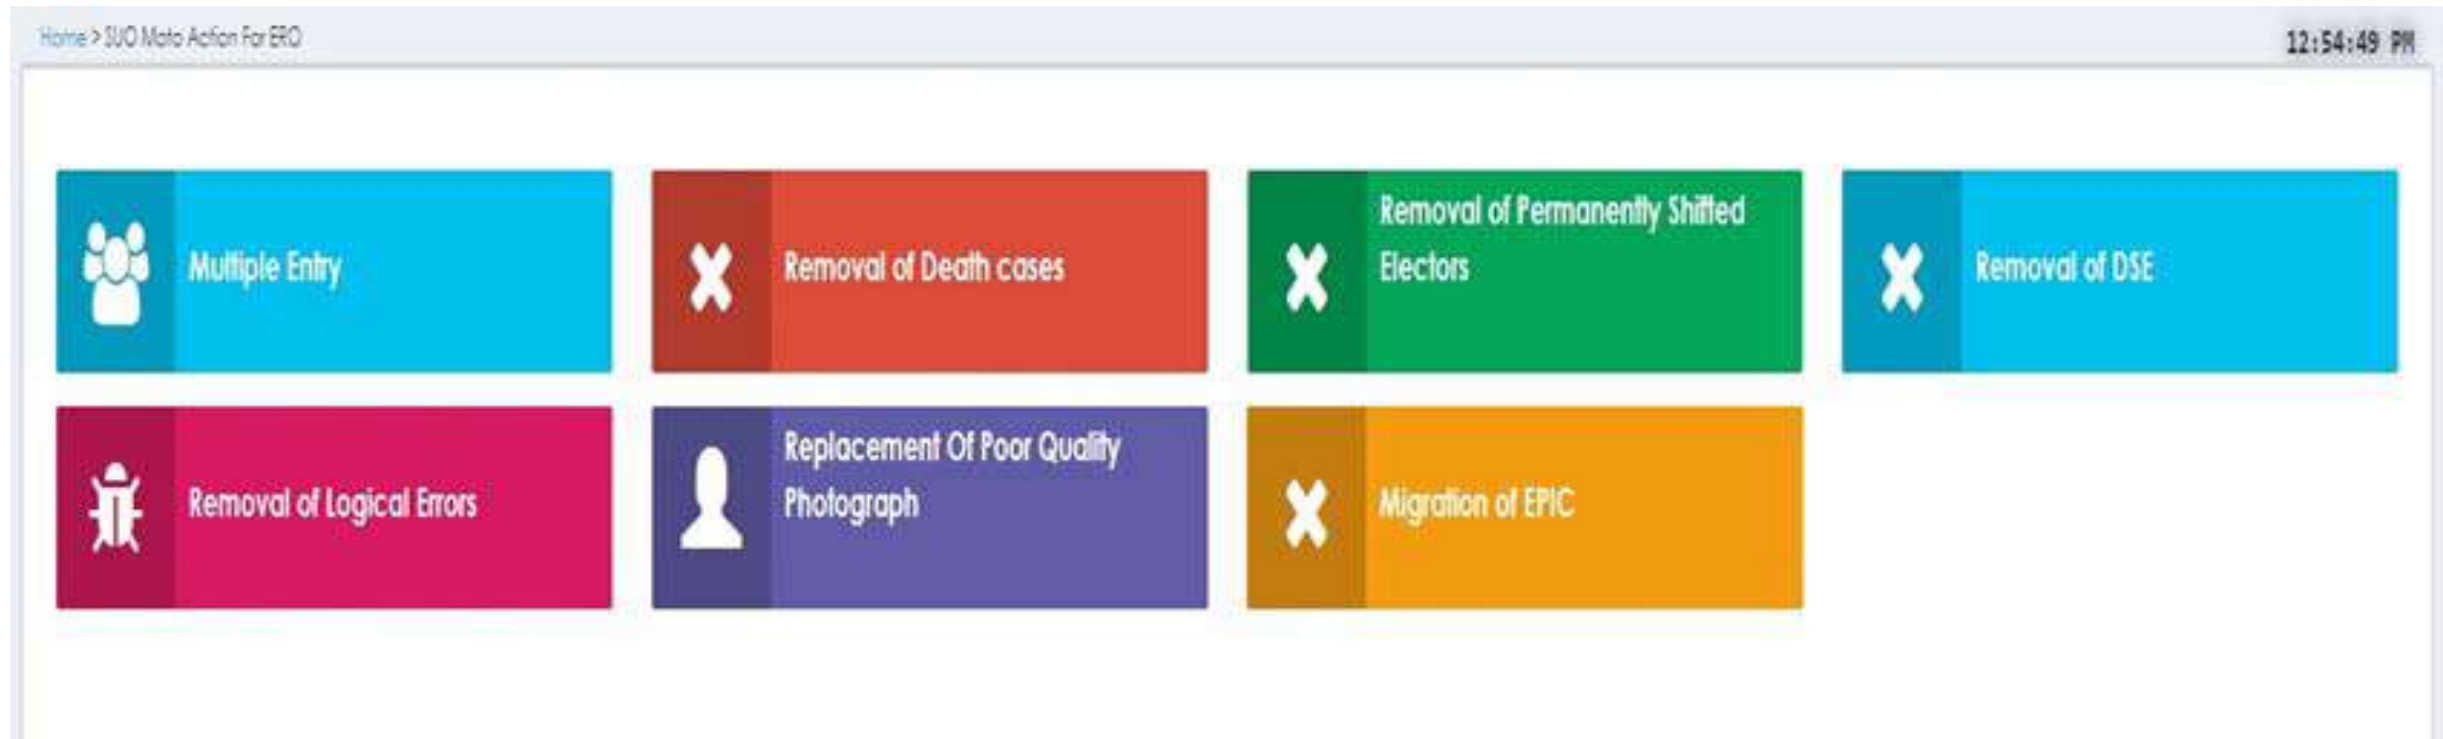 Home > SUO Moto Action For ERO
12:54:49 PM
Multiple Entry
Removal of Death cases
Removal of Permanently Shifted
Electors
Removal of DSE
Removal of Logical Errors
Replacement Of Poor Quality
Photograph
Migration of EPIC